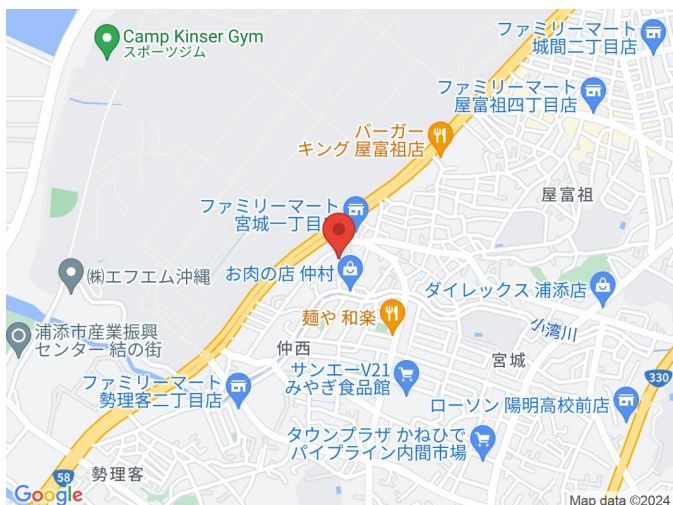 Camp Kinser Gym
スポーツジム
ファミリーマート
城間二丁目店
ファミリーマート
屋富祖四丁目店
バーガー
キング 屋富祖店
屋富祖
ファミリーマート
宮城一丁目
(株)エフエム沖縄
お肉の店 仲村
ダイレックス 浦添店
麺や 和楽
小湾川
浦添市産業振興
センター 結の街
仲西
宮城
サンエーV21
みやぎ食品館
ファミリーマート
勢理客二丁目店
330
ローソン 陽明高校前店
タウンプラザ かねひで
パイプライン内間市場
勢理客
58
Google
Map data ©2024